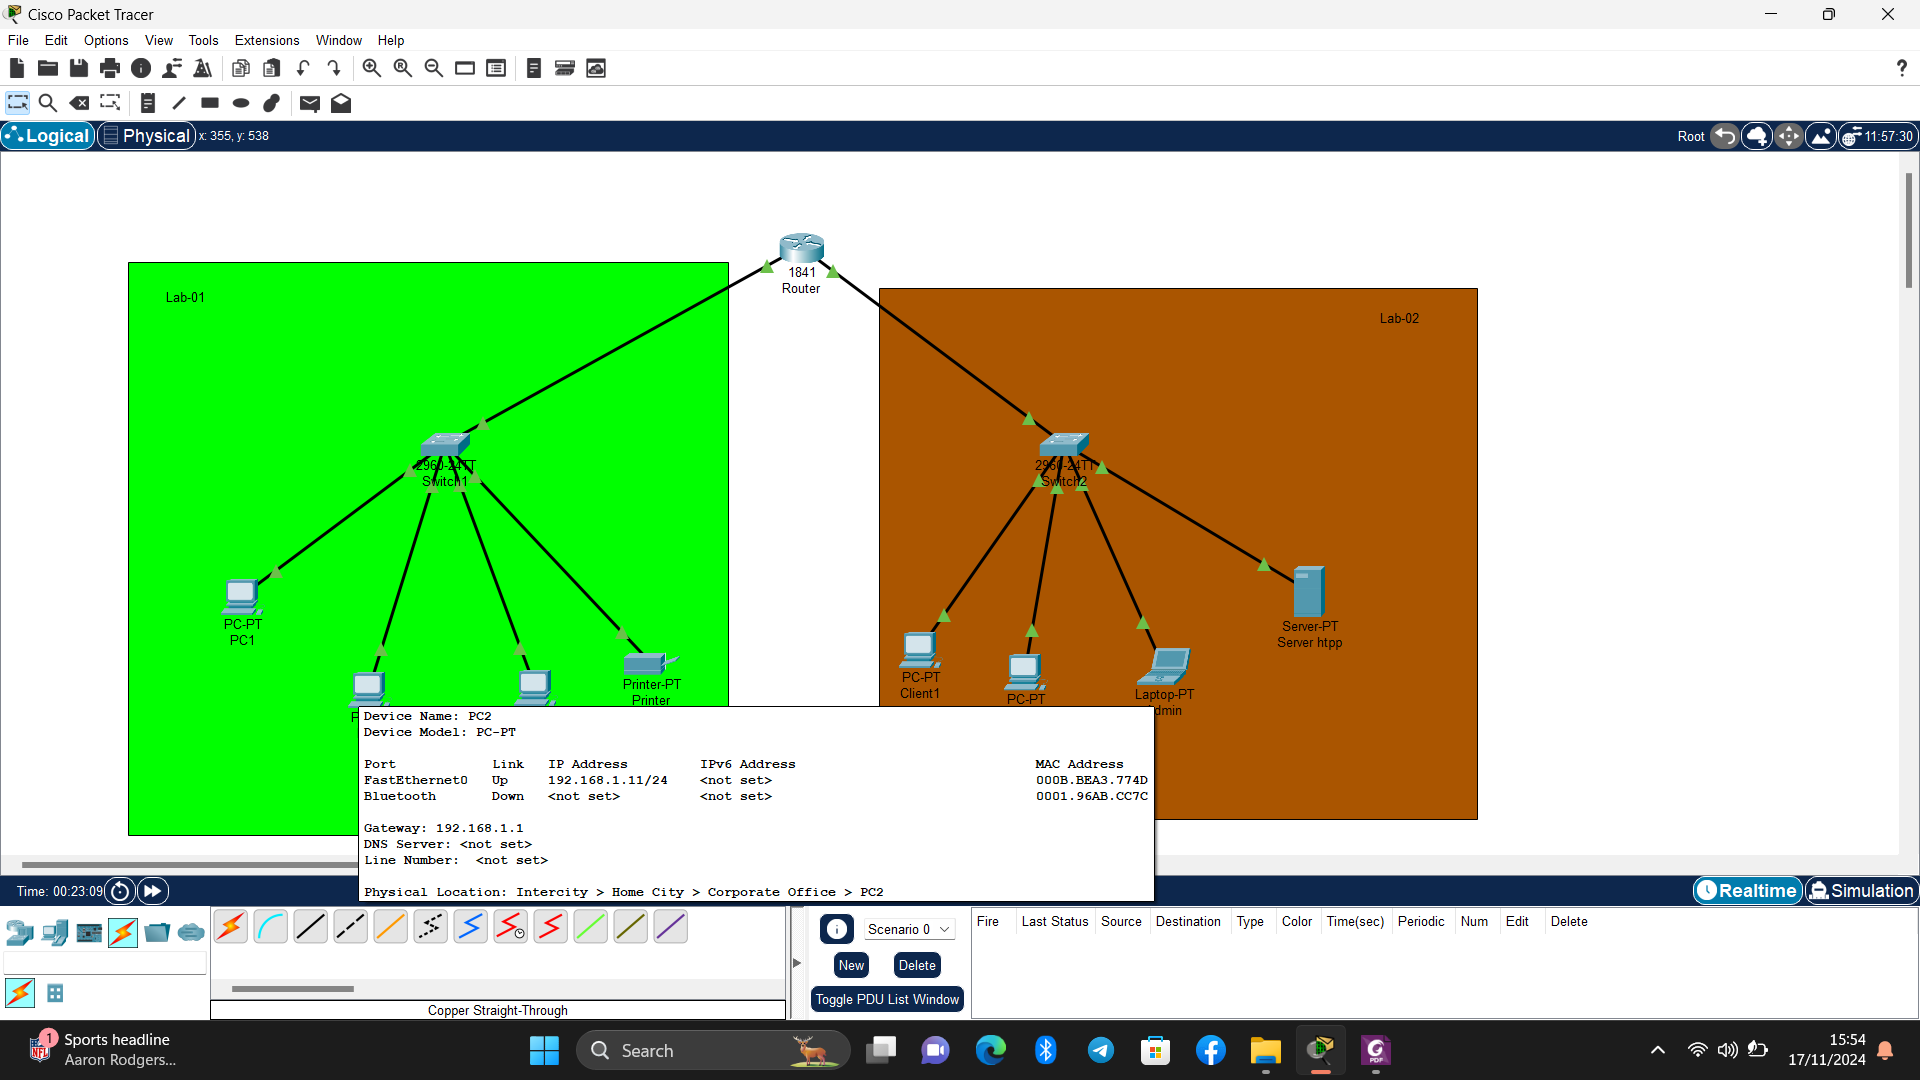 Cisco Packet Tracer
File Edit Options View Tools Extensions Window Help
Logical Physical x: 355, y: 538 Root 11:57:30
1841
Router
Lab-01
Lab-02
2960-24TT
Switch1
2960-24TT
Switch2
PC-PT
PC1
Printer-PT
Printer
PC-PT
Client1
PC-PT
Laptop-PT
Server-PT
Server htpp
Device Name: PC2
Device Model: PC-PT
Port Link IP Address IPv6 Address MAC Address
FastEthernet0 Up 192.168.1.11/24 <not set> 000B.BEA3.774D
Bluetooth Down <not set> <not set> 0001.96AB.CC7C
Gateway: 192.168.1.1
DNS Server: <not set>
Line Number: <not set>
Physical Location: Intercity > Home City > Corporate Office > PC2
Time: 00:23:09 Realtime Simulation
Scenario 0
New Delete
Toggle PDU List Window
Fire Last Status Source Destination Type Color Time(sec) Periodic Num Edit Delete
Copper Straight-Through
1 Sports headline
Aaron Rodgers...
Search
15:54
17/11/2024